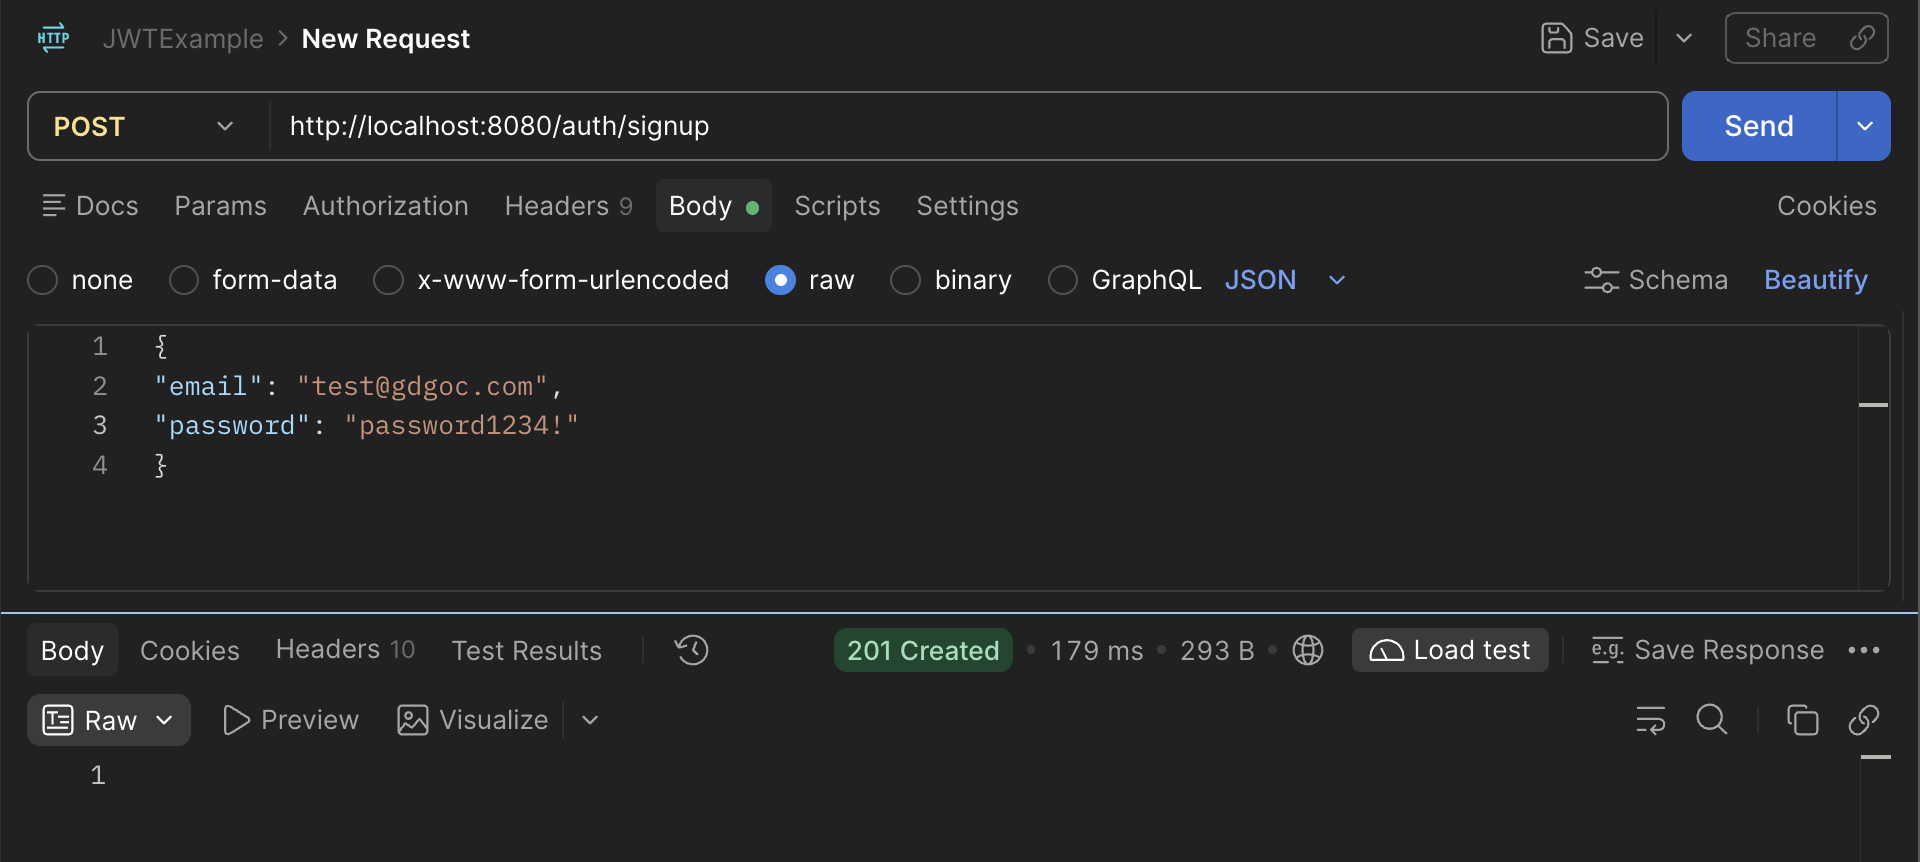 HTTP JWTExample > New Request Save Share
POST http://localhost:8080/auth/signup Send
Docs Params Authorization Headers 9 Body Scripts Settings Cookies
none form-data x-www-form-urlencoded raw binary GraphQL JSON Schema Beautify
1 {
2 "email": "test@gdgoc.com",
3 "password": "password1234!"
4 }
Body Cookies Headers 10 Test Results 201 Created • 179 ms • 293 B • Load test e.g. Save Response
Raw Preview Visualize
1